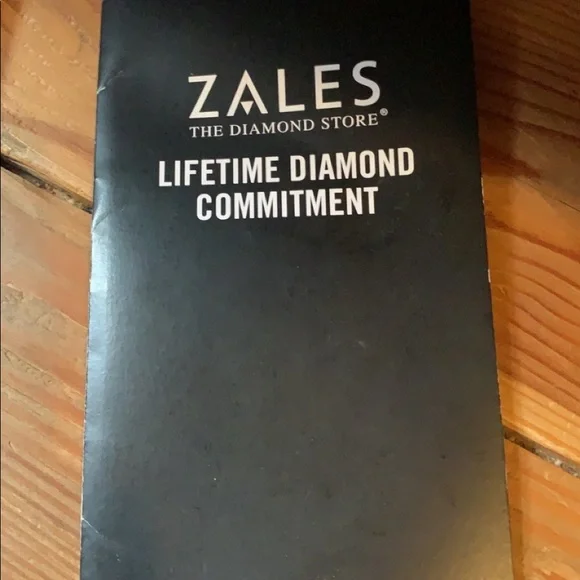 ZALES
THE DIAMOND STORE®
LIFETIME DIAMOND
COMMITMENT